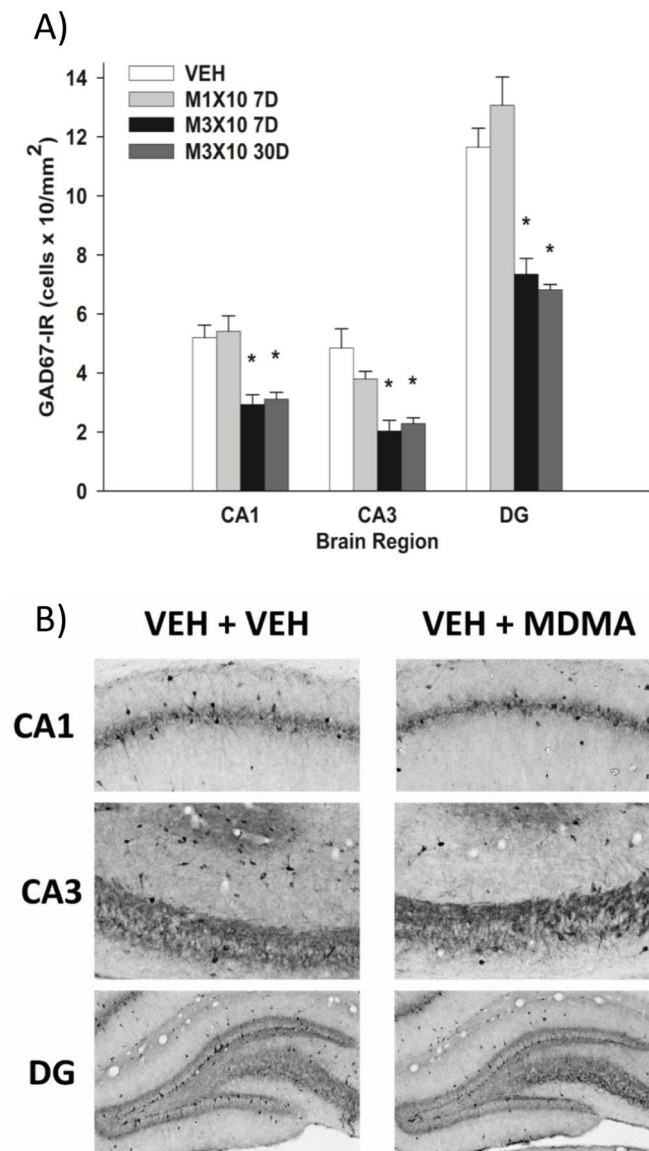 A)
GAD67-IR (cells x 10/mm²)
14
12
10
8
6
4
2
0
VEH
M1X10 7D
M3X10 7D
M3X10 30D
* *
* *
* *
CA1 CA3 DG
Brain Region
B)
VEH + VEH VEH + MDMA
CA1
CA3
DG